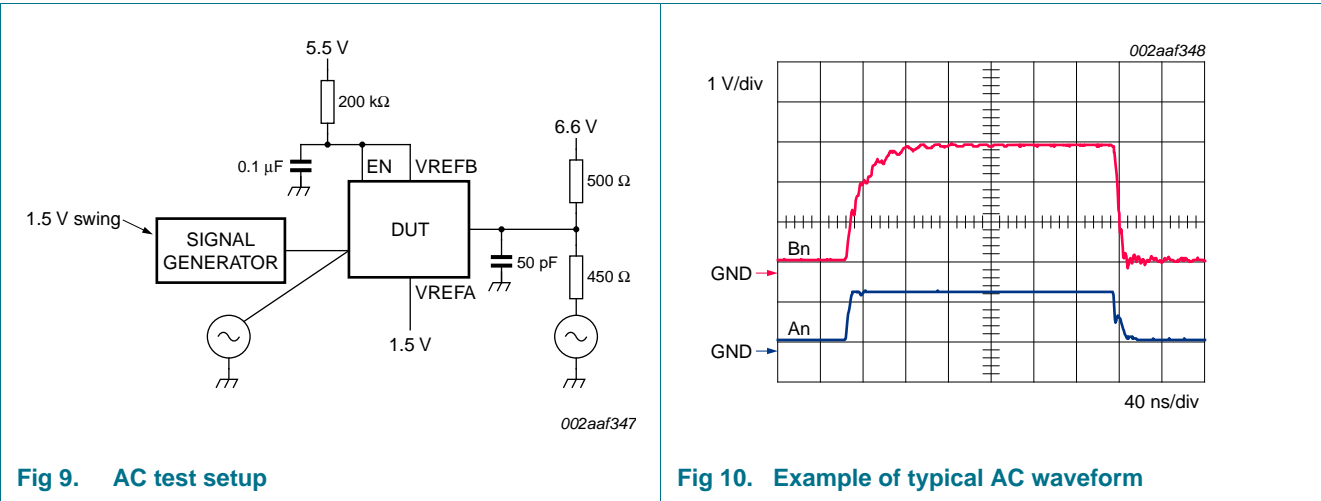 5.5 V
200 kΩ
6.6 V
0.1 μF
EN
VREFB
500 Ω
1.5 V swing
SIGNAL
GENERATOR
DUT
50 pF
450 Ω
VREFA
1.5 V
002aaf347
Fig 9. AC test setup
002aaf348
1 V/div
Bn
GND
An
GND
40 ns/div
Fig 10. Example of typical AC waveform